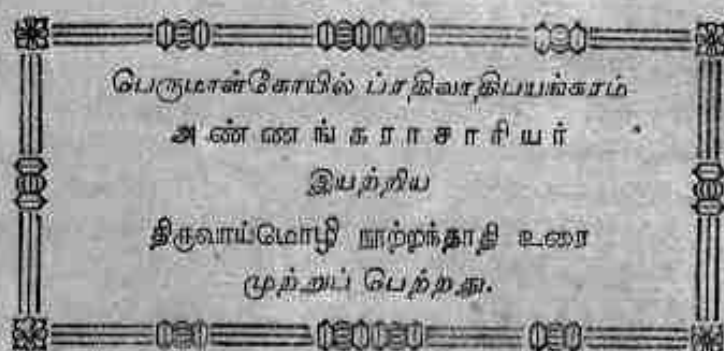 பெருமாள்கோயில் ப்ரதிவாதிபயங்கரம்
அண்ணங்கராசாரியர்
இயற்றிய
திருவாய்மொழி நூற்றந்தாதி உரை
முற்றுப் பெற்றது.